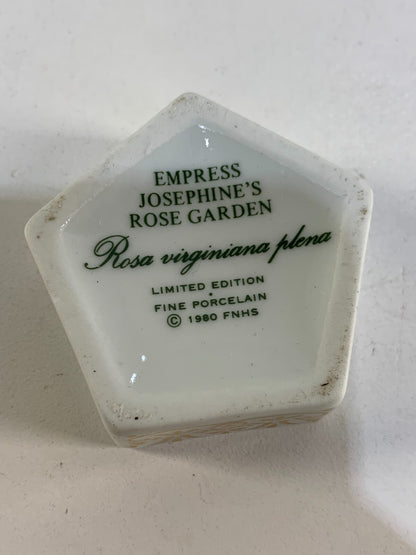 EMPRESS
JOSEPHINE'S
ROSE GARDEN
Rosa virginiana plena
LIMITED EDITION
FINE PORCELAIN
© 1980 FNHS